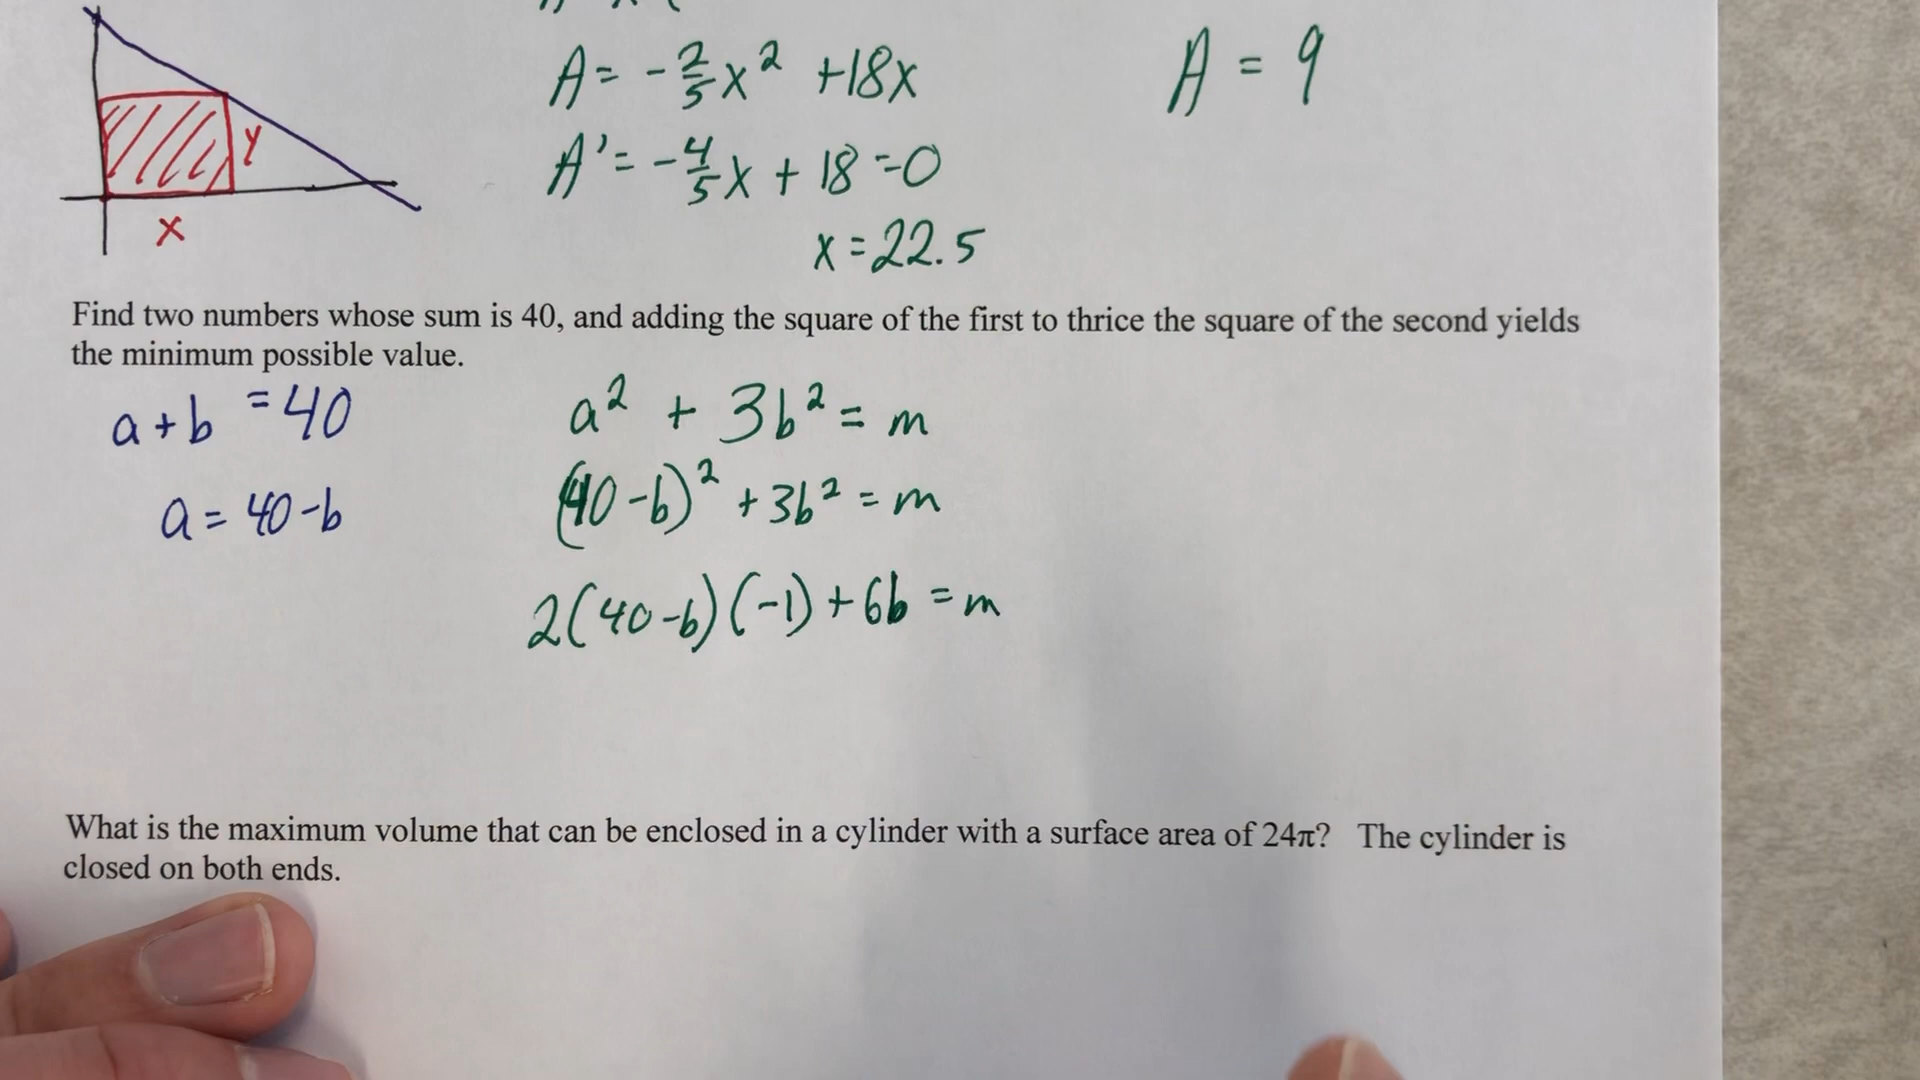 A = -2/5 x² + 18x
A = 9
A' = -4/5 x + 18 = 0
y
x = 22.5
x
Find two numbers whose sum is 40, and adding the square of the first to thrice the square of the second yields
the minimum possible value.
a + b = 40
a² + 3b² = m
a = 40 - b
(40 - b)² + 3b² = m
2(40 - b)(-1) + 6b = m
What is the maximum volume that can be enclosed in a cylinder with a surface area of 24π? The cylinder is
closed on both ends.